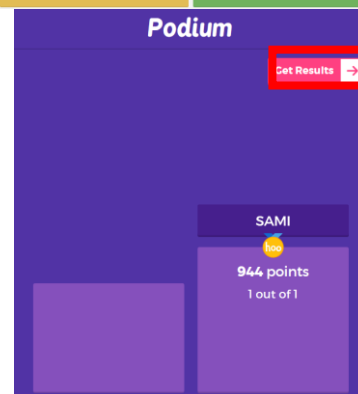 Podium
Get Results
SAMI
hoo
944 points
1 out of 1